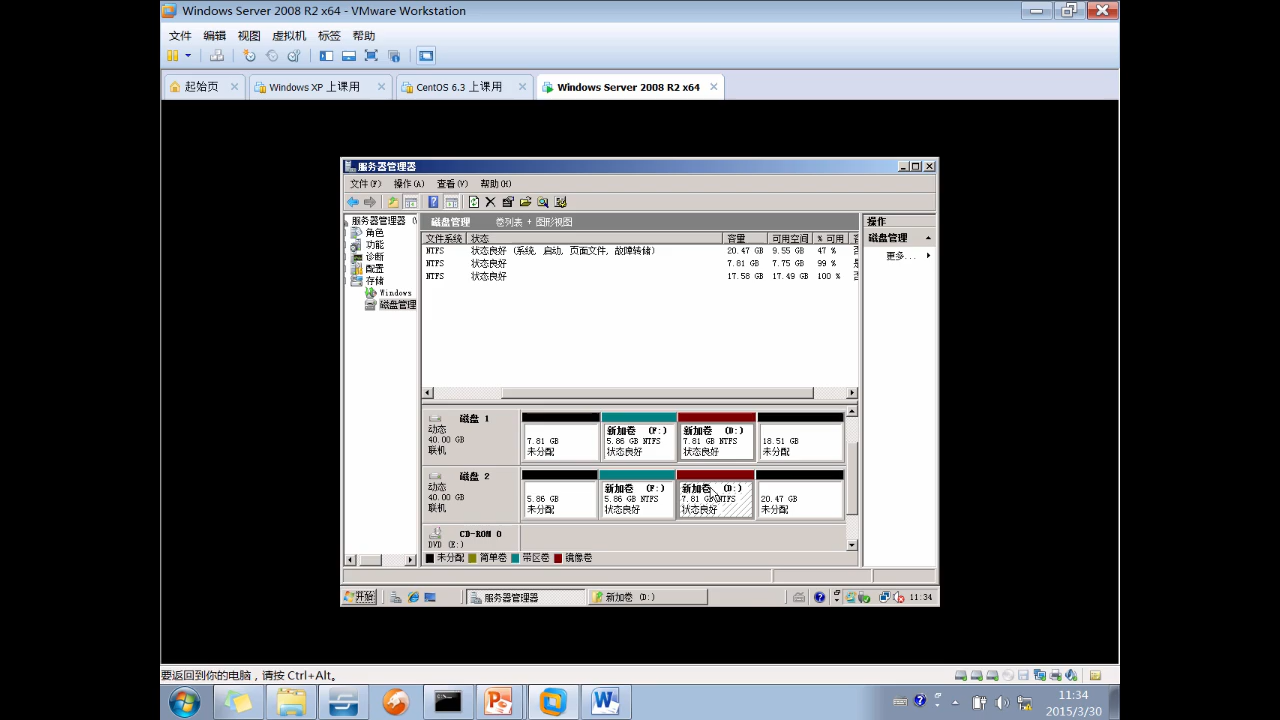 Windows Server 2008 R2 x64 - VMware Workstation
文件 编辑 视图 虚拟机 标签 帮助
起始页 Windows XP 上课用 CentOS 6.3 上课用 Windows Server 2008 R2 x64
服务器管理器
文件(F) 操作(A) 查看(V) 帮助(H)
服务器管理器
角色
功能
诊断
配置
存储
Windows
磁盘管理
磁盘管理 卷列表 + 图形视图
文件系统 状态 容量 可用空间 % 可用
NTFS 状态良好 (系统, 启动, 页面文件, 故障转储) 20.47 GB 9.55 GB 47 %
NTFS 状态良好 7.81 GB 7.75 GB 99 %
NTFS 状态良好 17.58 GB 17.49 GB 100 %
操作
磁盘管理
更多...
磁盘 1
动态
40.00 GB
联机
7.81 GB
未分配
新加卷 (F:)
5.86 GB NTFS
状态良好
新加卷 (D:)
7.81 GB NTFS
状态良好
18.51 GB
未分配
磁盘 2
动态
40.00 GB
联机
5.86 GB
未分配
新加卷 (F:)
5.86 GB NTFS
状态良好
新加卷 (D:)
7.81 GB NTFS
状态良好
20.47 GB
未分配
CD-ROM 0
DVD (E:)
未分配 简单卷 带区卷 镜像卷
开始 服务器管理器 新加卷 (D:) 11:34
要返回到你的电脑，请按 Ctrl+Alt。
11:34
2015/3/30